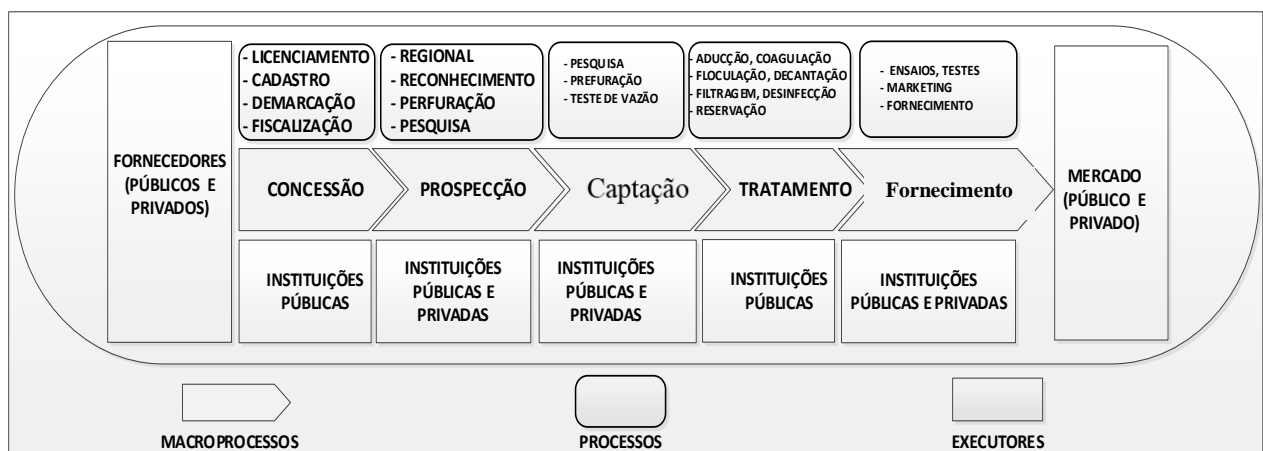 FORNECEDORES
(PÚBLICOS E
PRIVADOS)
- LICENCIAMENTO
- CADASTRO
- DEMARCAÇÃO
- FISCALIZAÇÃO
- REGIONAL
- RECONHECIMENTO
- PERFURAÇÃO
- PESQUISA
- PESQUISA
- PREFURAÇÃO
- TESTE DE VAZÃO
- ADUCÇÃO, COAGULAÇÃO
- FLOCULAÇÃO, DECANTAÇÃO
- FILTRAGEM, DESINFECÇÃO
- RESERVAÇÃO
- ENSAIOS, TESTES
- MARKETING
- FORNECIMENTO
CONCESSÃO
PROSPECÇÃO
Captação
TRATAMENTO
Fornecimento
INSTITUIÇÕES
PÚBLICAS
INSTITUIÇÕES
PÚBLICAS E
PRIVADAS
INSTITUIÇÕES
PÚBLICAS E
PRIVADAS
INSTITUIÇÕES
PÚBLICAS
INSTITUIÇÕES
PÚBLICAS E PRIVADAS
MERCADO
(PÚBLICO E
PRIVADO)
MACROPROCESSOS
PROCESSOS
EXECUTORES